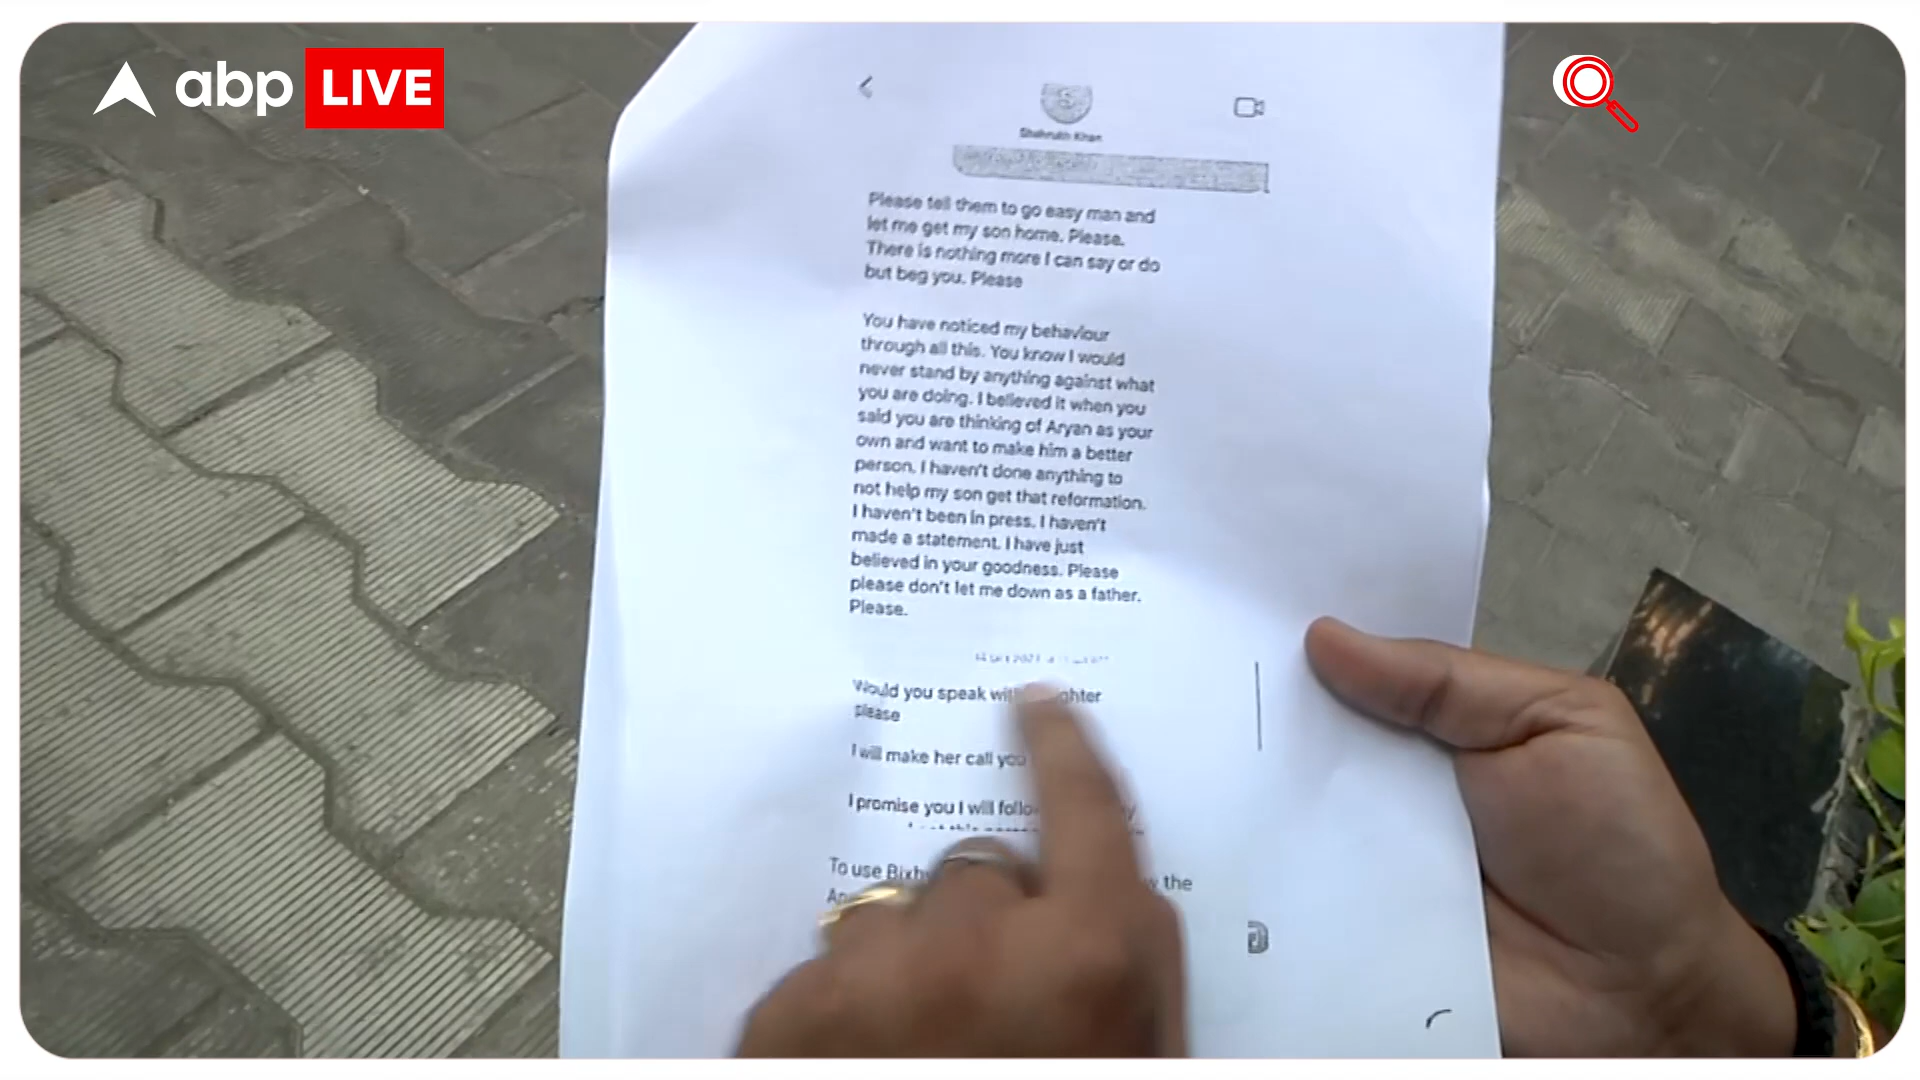 abp LIVE
Shahrukh Khan
Please tell them to go easy man and
let me get my son home. Please.
There is nothing more I can say or do
but beg you. Please
You have noticed my behaviour
through all this. You know I would
never stand by anything against what
you are doing. I believed it when you
said you are thinking of Aryan as your
own and want to make him a better
person. I haven't done anything to
not help my son get that reformation.
I haven't been in press. I haven't
made a statement. I have just
believed in your goodness. Please
please don't let me down as a father.
Please.
Would you speak
please
I will make her call you
I promise you I will
To use the